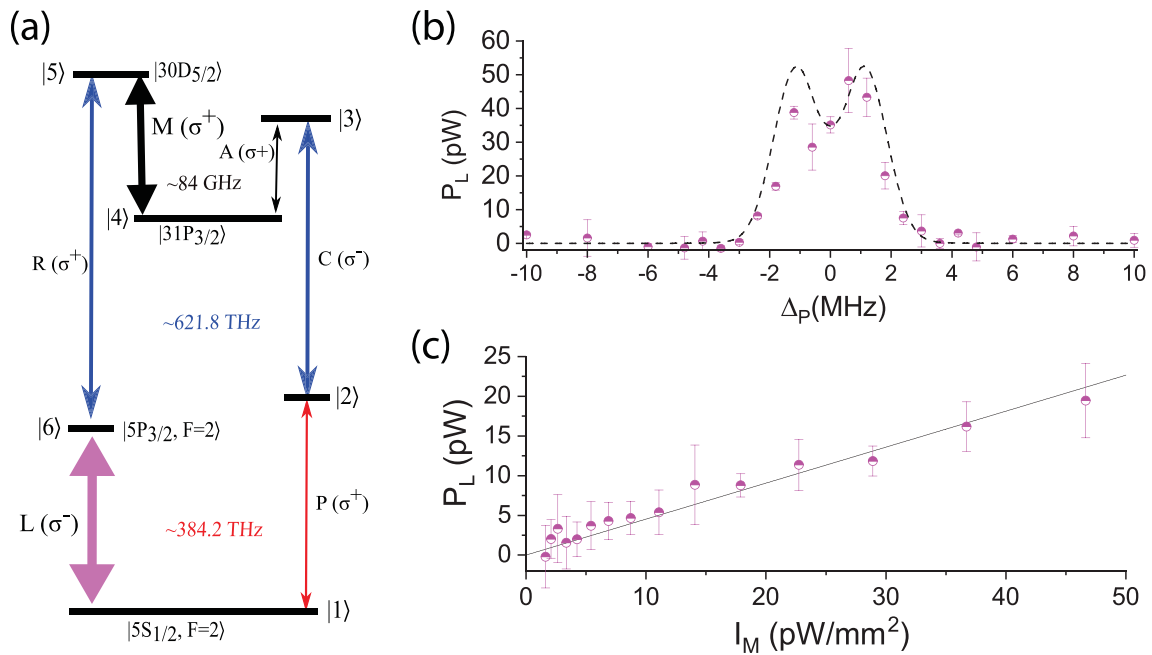 (a)
|5⟩ |30D5/2⟩
M (σ+)
|3⟩
A (σ+)
~84 GHz
|4⟩
|31P3/2⟩
R (σ+)
C (σ-)
~621.8 THz
|2⟩
|6⟩ |5P3/2, F=2⟩
L (σ-)
~384.2 THz
P (σ+)
|1⟩
|5S1/2, F=2⟩
(b)
PL (pW)
60
50
40
30
20
10
0
-10 -8 -6 -4 -2 0 2 4 6 8 10
ΔP(MHz)
(c)
PL (pW)
25
20
15
10
5
0
0 10 20 30 40 50
IM (pW/mm2)